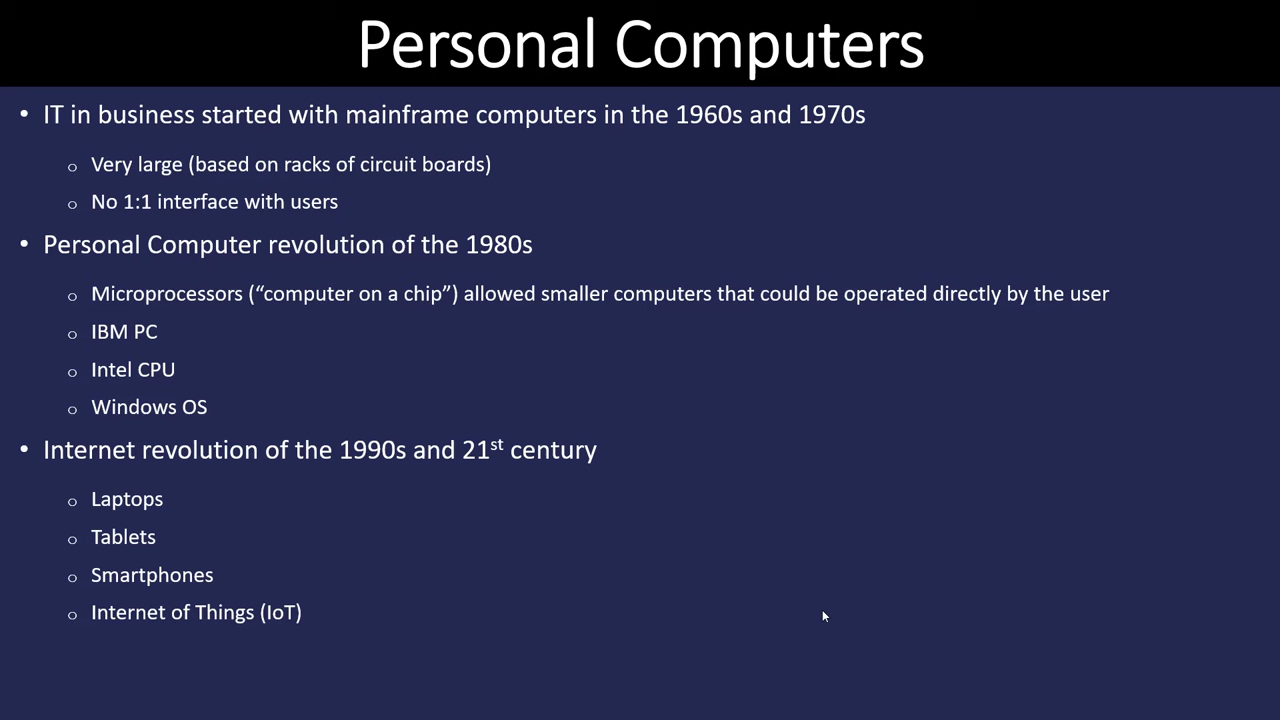 Personal Computers
• IT in business started with mainframe computers in the 1960s and 1970s
o Very large (based on racks of circuit boards)
o No 1:1 interface with users
• Personal Computer revolution of the 1980s
o Microprocessors (“computer on a chip”) allowed smaller computers that could be operated directly by the user
o IBM PC
o Intel CPU
o Windows OS
• Internet revolution of the 1990s and 21st century
o Laptops
o Tablets
o Smartphones
o Internet of Things (IoT)